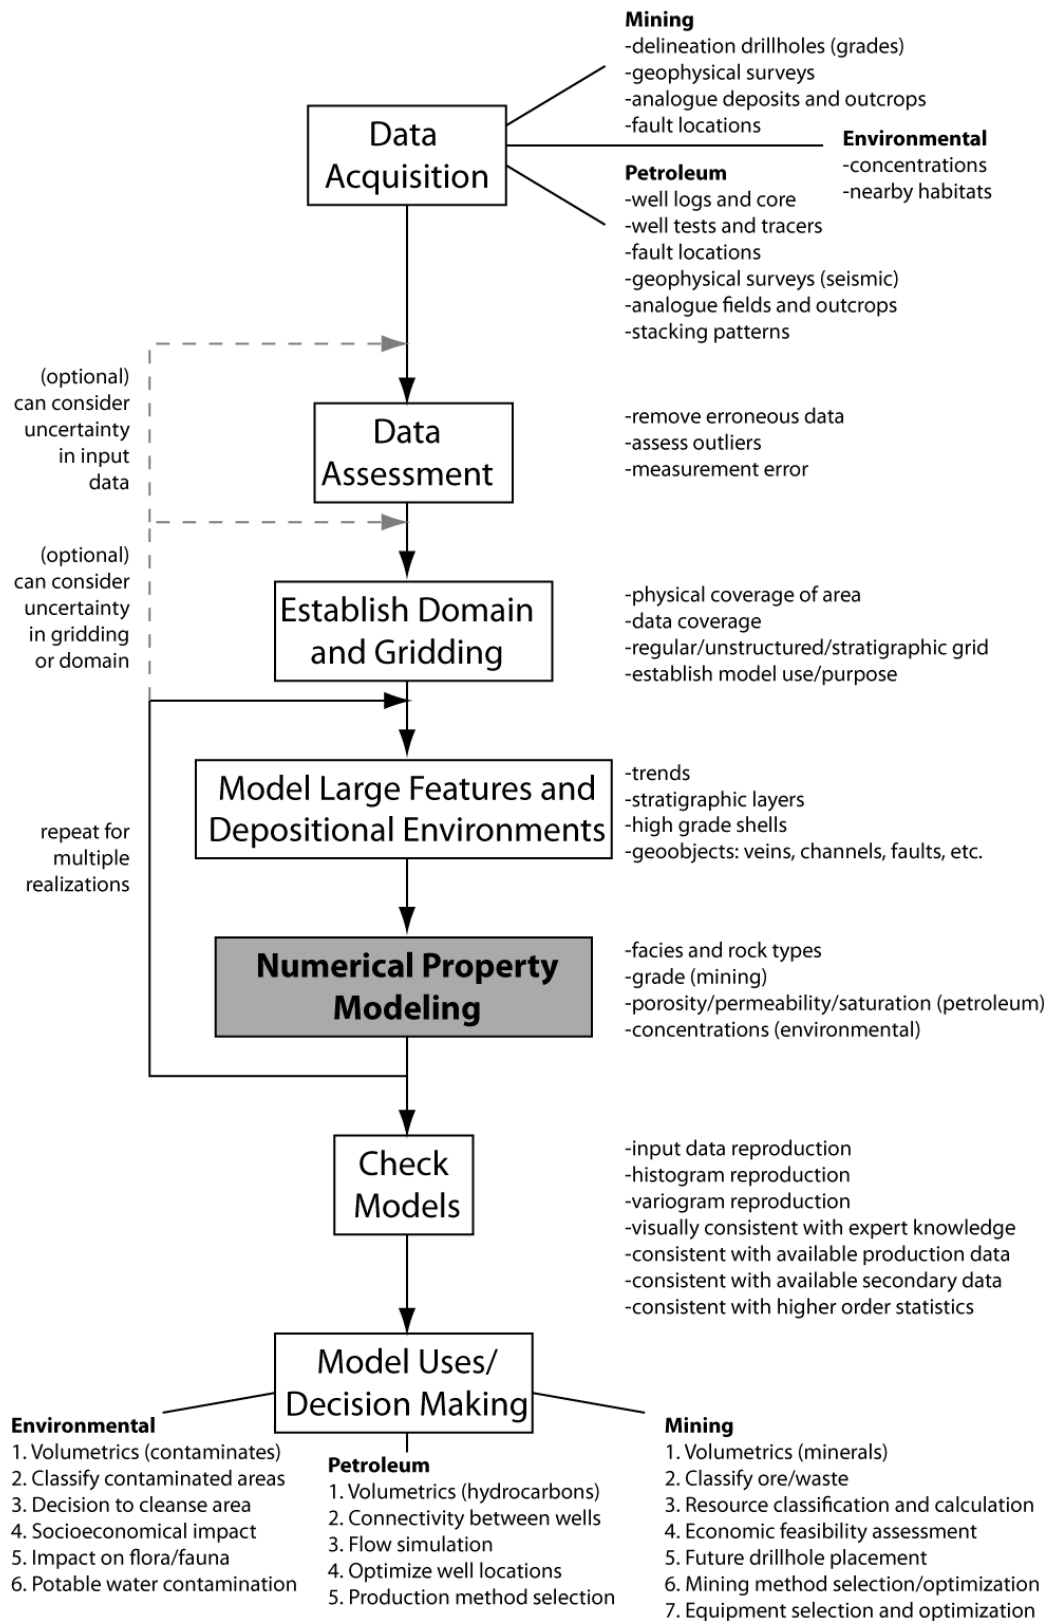 Mining
-delineation drillholes (grades)
-geophysical surveys
-analogue deposits and outcrops
-fault locations
Data
Acquisition
Environmental
-concentrations
-nearby habitats
Petroleum
-well logs and core
-well tests and tracers
-fault locations
-geophysical surveys (seismic)
-analogue fields and outcrops
-stacking patterns
(optional)
can consider
uncertainty
in input
data
Data
Assessment
-remove erroneous data
-assess outliers
-measurement error
(optional)
can consider
uncertainty
in gridding
or domain
Establish Domain
and Gridding
-physical coverage of area
-data coverage
-regular/unstructured/stratigraphic grid
-establish model use/purpose
Model Large Features and
Depositional Environments
-trends
-stratigraphic layers
-high grade shells
-geoobjects: veins, channels, faults, etc.
repeat for
multiple
realizations
Numerical Property
Modeling
-facies and rock types
-grade (mining)
-porosity/permeability/saturation (petroleum)
-concentrations (environmental)
Check
Models
-input data reproduction
-histogram reproduction
-variogram reproduction
-visually consistent with expert knowledge
-consistent with available production data
-consistent with available secondary data
-consistent with higher order statistics
Model Uses/
Decision Making
Environmental
1. Volumetrics (contaminates)
2. Classify contaminated areas
3. Decision to cleanse area
4. Socioeconomical impact
5. Impact on flora/fauna
6. Potable water contamination
Petroleum
1. Volumetrics (hydrocarbons)
2. Connectivity between wells
3. Flow simulation
4. Optimize well locations
5. Production method selection
Mining
1. Volumetrics (minerals)
2. Classify ore/waste
3. Resource classification and calculation
4. Economic feasibility assessment
5. Future drillhole placement
6. Mining method selection/optimization
7. Equipment selection and optimization